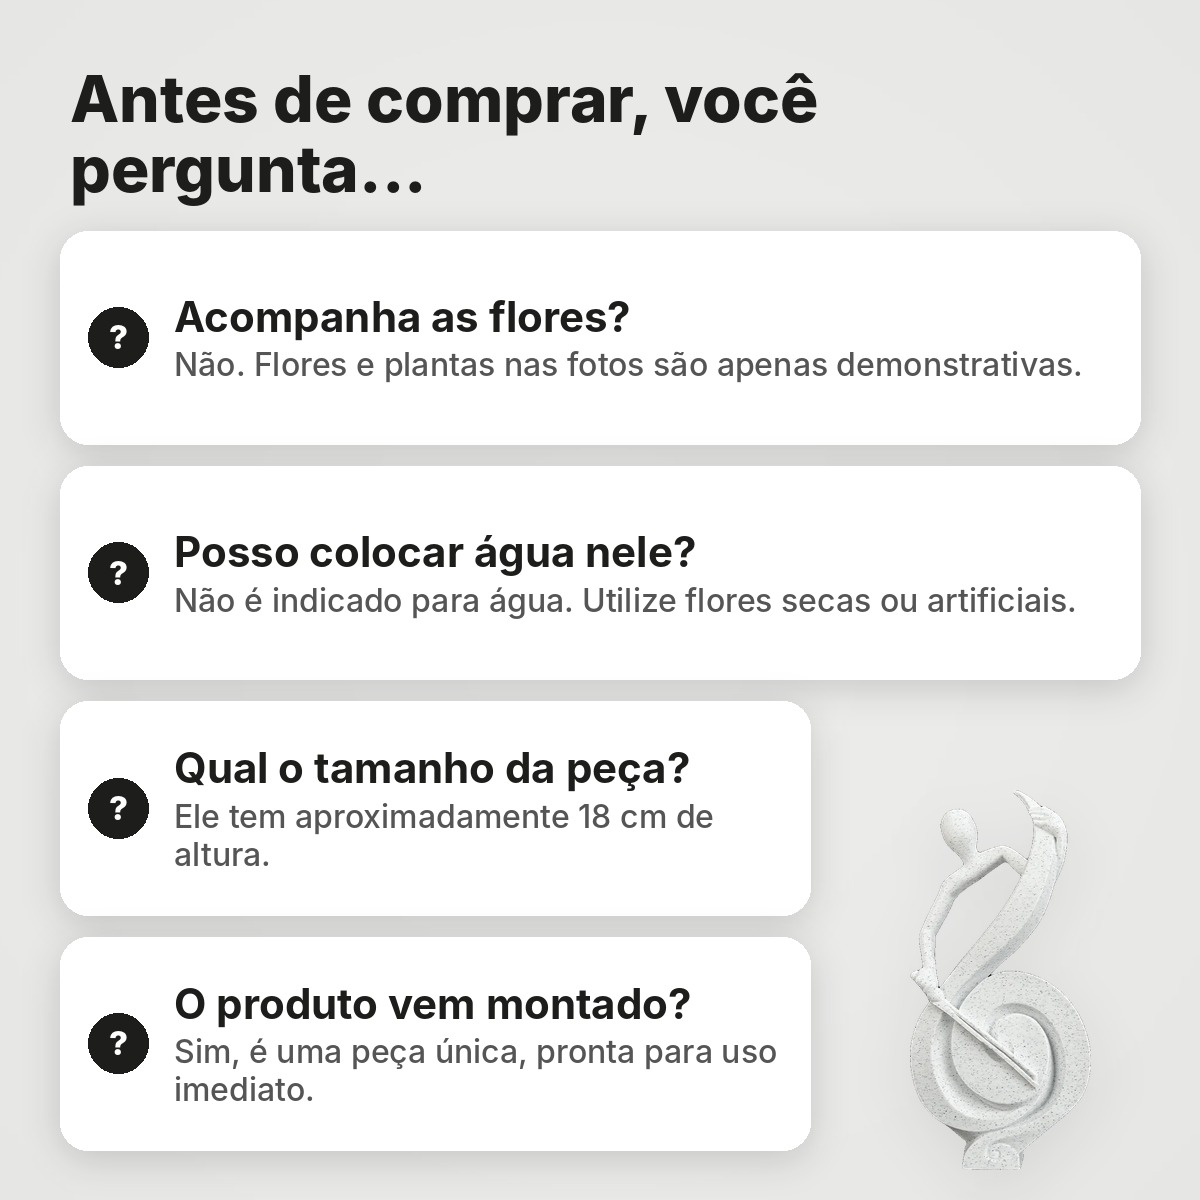 Antes de comprar, você
pergunta...
?
Acompanha as flores?
Não. Flores e plantas nas fotos são apenas demonstrativas.
?
Posso colocar água nele?
Não é indicado para água. Utilize flores secas ou artificiais.
?
Qual o tamanho da peça?
Ele tem aproximadamente 18 cm de
altura.
?
O produto vem montado?
Sim, é uma peça única, pronta para uso
imediato.